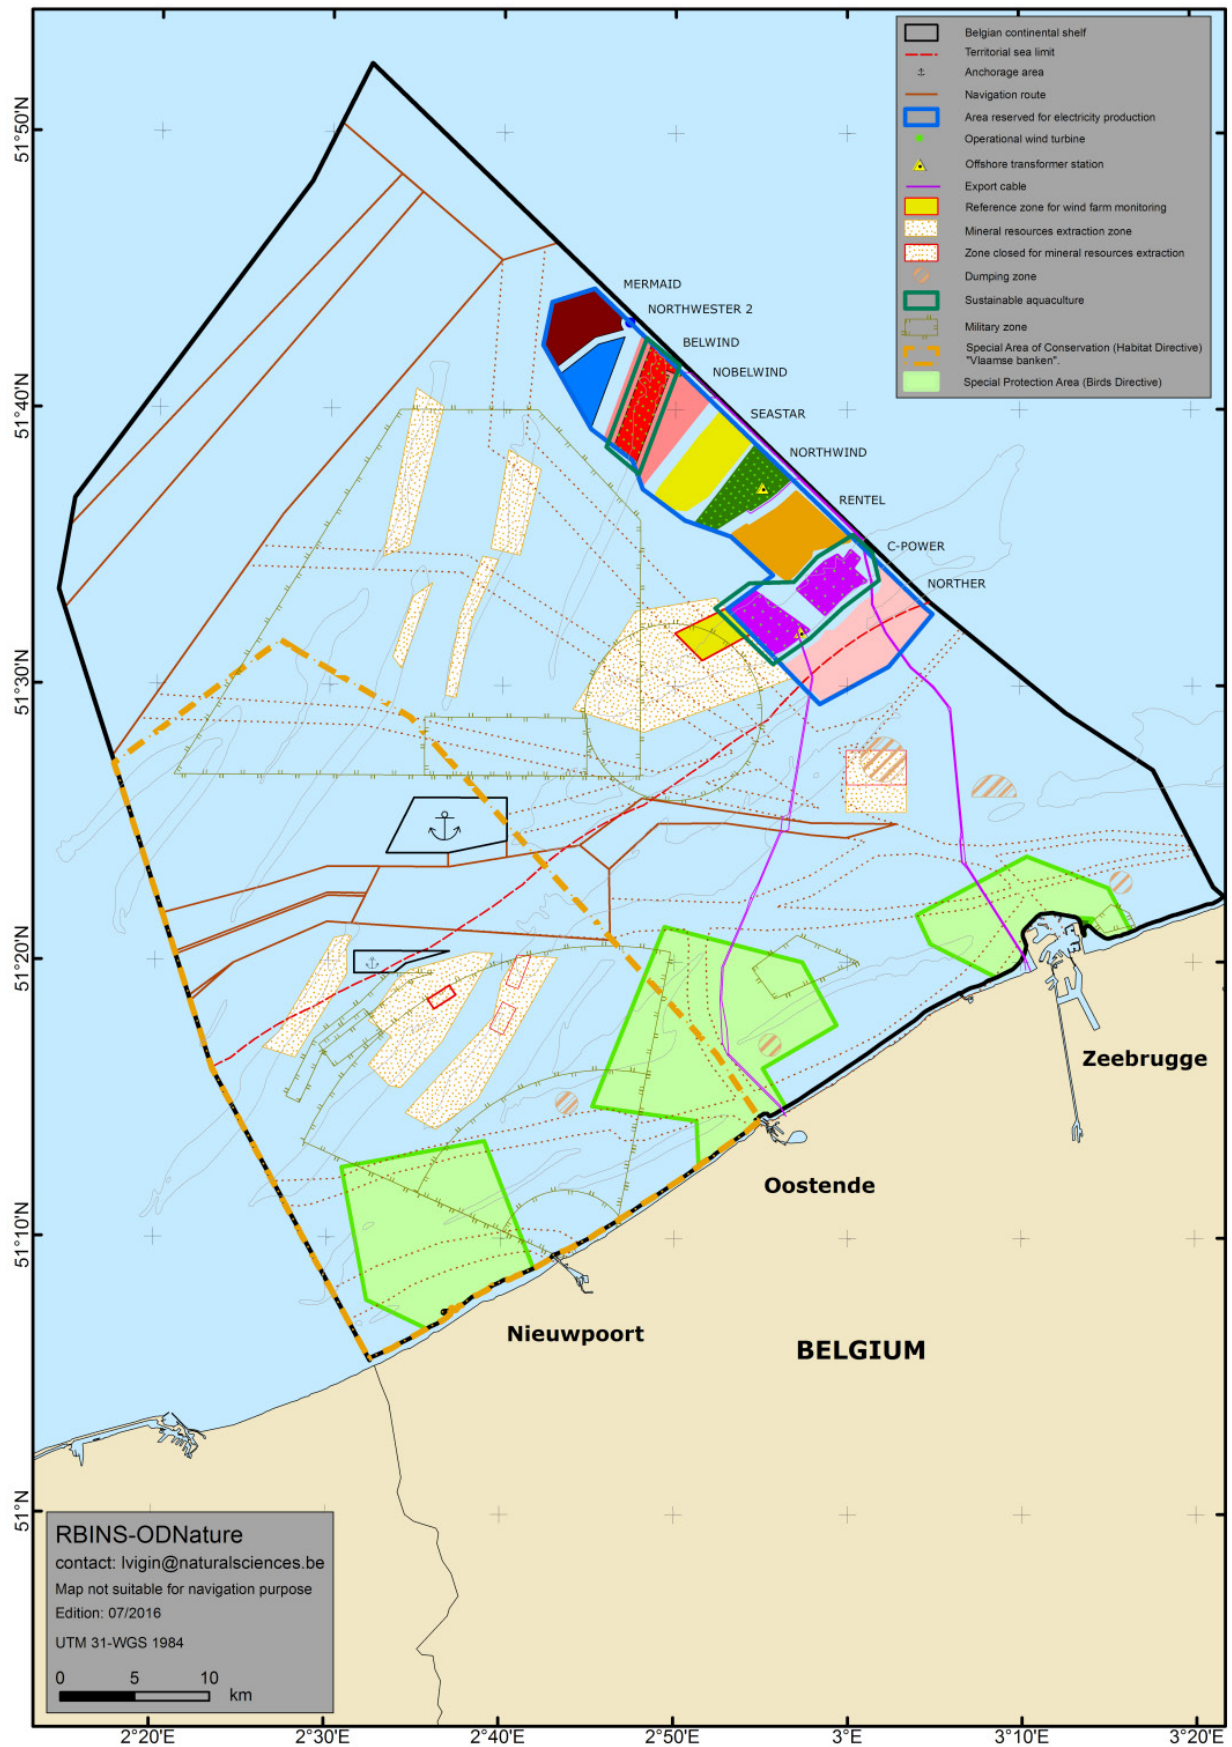 Belgian continental shelf
Territorial sea limit
Anchorage area
Navigation route
Area reserved for electricity production
Operational wind turbine
Offshore transformer station
Export cable
Reference zone for wind farm monitoring
Mineral resources extraction zone
Zone closed for mineral resources extraction
Dumping zone
Sustainable aquaculture
Military zone
Special Area of Conservation (Habitat Directive)
"Vlaamse banken".
Special Protection Area (Birds Directive)
51°50'N
MERMAID
NORTHWESTER 2
BELWIND
NOBELWIND
51°40'N
SEASTAR
NORTHWIND
RENTEL
C-POWER
NORTHER
51°30'N
51°20'N
Zeebrugge
Oostende
51°10'N
Nieuwpoort
BELGIUM
51°N
RBINS-ODNature
contact: lvigin@naturalsciences.be
Map not suitable for navigation purpose
Edition: 07/2016
UTM 31-WGS 1984
0 5 10
km
2°20'E 2°30'E 2°40'E 2°50'E 3°E 3°10'E 3°20'E